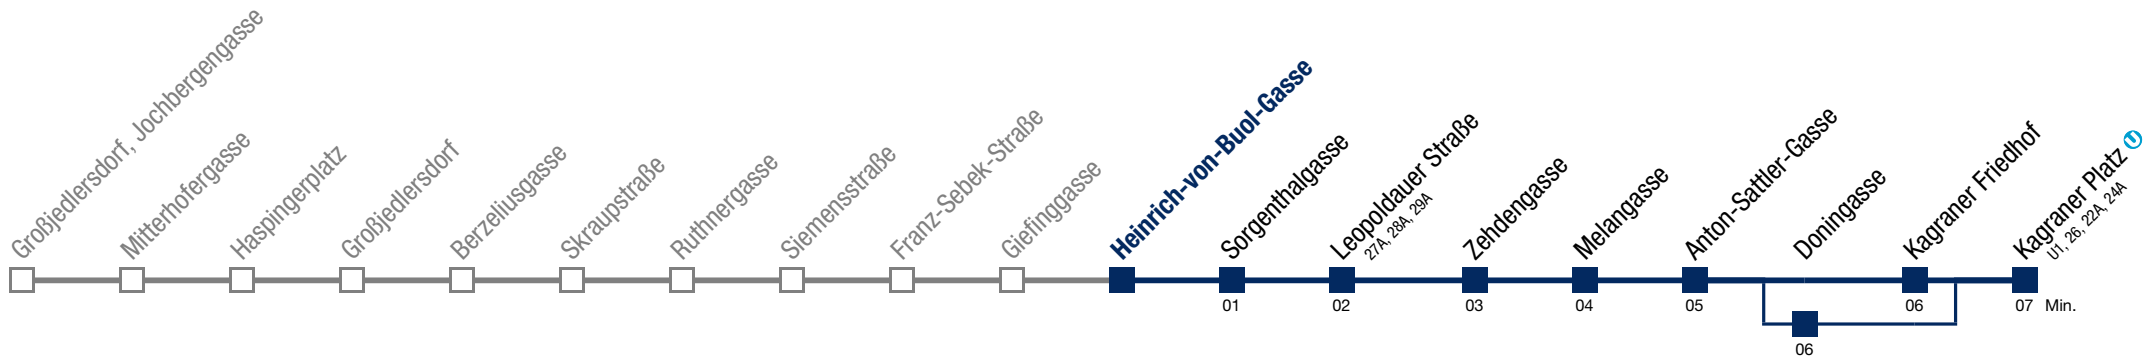 Großjedlersdorf, Jochbergengasse
Mitterhofergasse
Haspingerplatz
Großjedlersdorf
Berzeliusgasse
Skraupstraße
Ruthnergasse
Siemensstraße
Franz-Sebek-Straße
Giefinggasse
Heinrich-von-Buol-Gasse
Sorgenthalgasse
Leopoldauer Straße
27A, 28A, 29A
Zehdengasse
Melangasse
Anton-Sattler-Gasse
Doningasse
Kagraner Friedhof
Kagraner Platz U
U1, 26, 22A, 24A
01 02 03 04 05 06 07 Min.
06